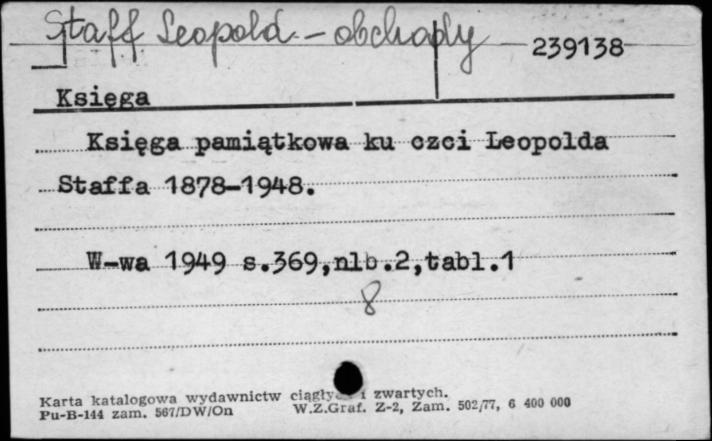 Staff Leopold - obchody 239138
Księga
Księga pamiątkowa ku czci Leopolda
Staffa 1878-1948.
W-wa 1949 s.369,nlb.2,tabl.1
8
Karta katalogowa wydawnictw ciągły i zwartych.
Pu-B-144 zam. 567/DW/On W.Z.Graf. Z-2, Zam. 502/77, 6 400 000